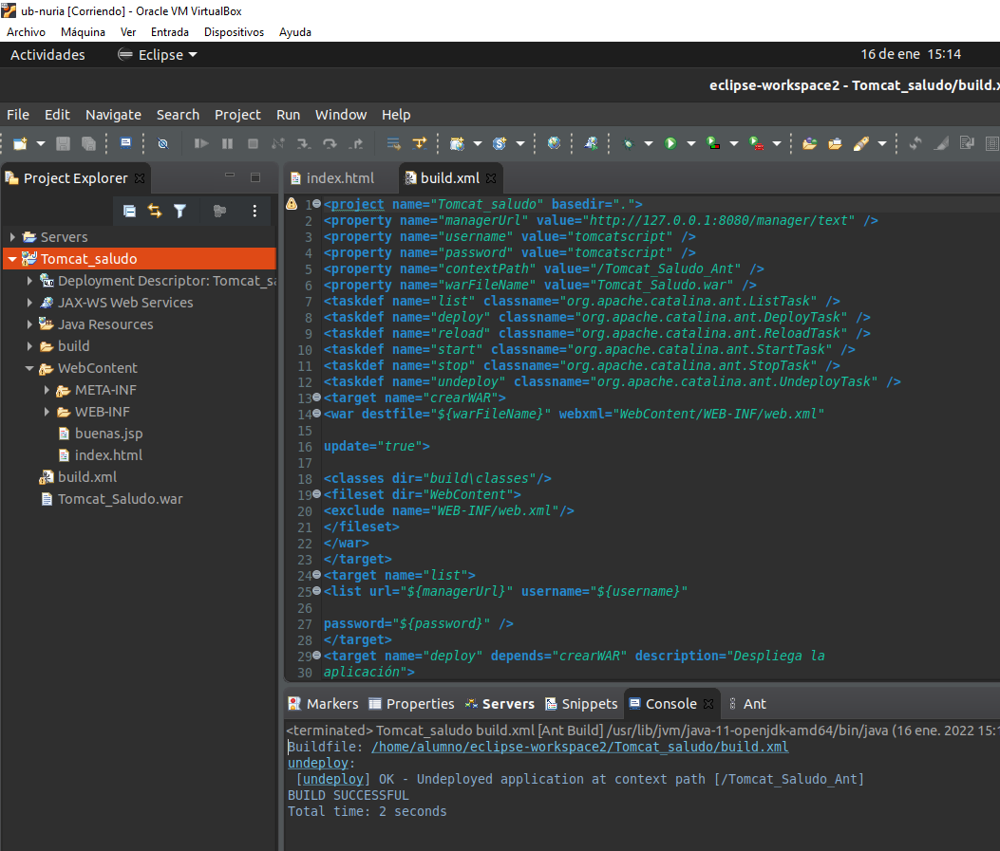 ub-nuria [Corriendo] - Oracle VM VirtualBox
Archivo Máquina Ver Entrada Dispositivos Ayuda
Actividades Eclipse 16 de ene 15:14
eclipse-workspace2 - Tomcat_saludo/build.x
File Edit Navigate Search Project Run Window Help
Project Explorer
Servers
Tomcat_saludo
Deployment Descriptor: Tomcat_sa
JAX-WS Web Services
Java Resources
build
WebContent
META-INF
WEB-INF
buenas.jsp
index.html
build.xml
Tomcat_Saludo.war
index.html build.xml
1 <project name="Tomcat_saludo" basedir=".">
2 <property name="managerUrl" value="http://127.0.0.1:8080/manager/text" />
3 <property name="username" value="tomcatscript" />
4 <property name="password" value="tomcatscript" />
5 <property name="contextPath" value="/Tomcat_Saludo_Ant" />
6 <property name="warFileName" value="Tomcat_Saludo.war" />
7 <taskdef name="list" classname="org.apache.catalina.ant.ListTask" />
8 <taskdef name="deploy" classname="org.apache.catalina.ant.DeployTask" />
9 <taskdef name="reload" classname="org.apache.catalina.ant.ReloadTask" />
10 <taskdef name="start" classname="org.apache.catalina.ant.StartTask" />
11 <taskdef name="stop" classname="org.apache.catalina.ant.StopTask" />
12 <taskdef name="undeploy" classname="org.apache.catalina.ant.UndeployTask" />
13 <target name="crearWAR">
14 <war destfile="${warFileName}" webxml="WebContent/WEB-INF/web.xml"
15
16 update="true">
17
18 <classes dir="build\classes"/>
19 <fileset dir="WebContent">
20 <exclude name="WEB-INF/web.xml"/>
21 </fileset>
22 </war>
23 </target>
24 <target name="list">
25 <list url="${managerUrl}" username="${username}"
26
27 password="${password}" />
28 </target>
29 <target name="deploy" depends="crearWAR" description="Despliega la
30 aplicación">
Markers Properties Servers Snippets Console Ant
<terminated> Tomcat_saludo build.xml [Ant Build] /usr/lib/jvm/java-11-openjdk-amd64/bin/java (16 ene. 2022 15:1
Buildfile: /home/alumno/eclipse-workspace2/Tomcat_saludo/build.xml
undeploy:
[undeploy] OK - Undeployed application at context path [/Tomcat_Saludo_Ant]
BUILD SUCCESSFUL
Total time: 2 seconds